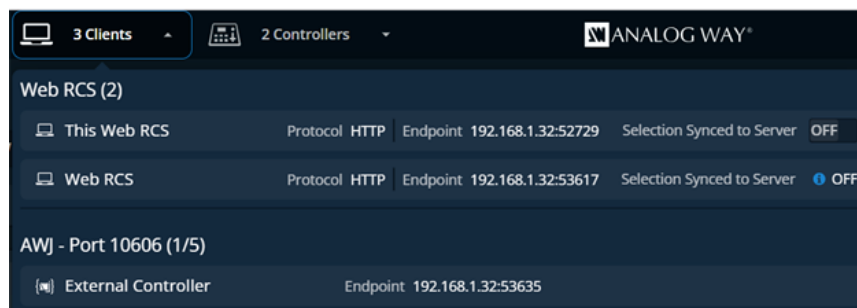 3 Clients 2 Controllers ANALOG WAY®
Web RCS (2)
This Web RCS Protocol HTTP Endpoint 192.168.1.32:52729 Selection Synced to Server OFF
Web RCS Protocol HTTP Endpoint 192.168.1.32:53617 Selection Synced to Server OFF
AWJ - Port 10606 (1/5)
External Controller Endpoint 192.168.1.32:53635